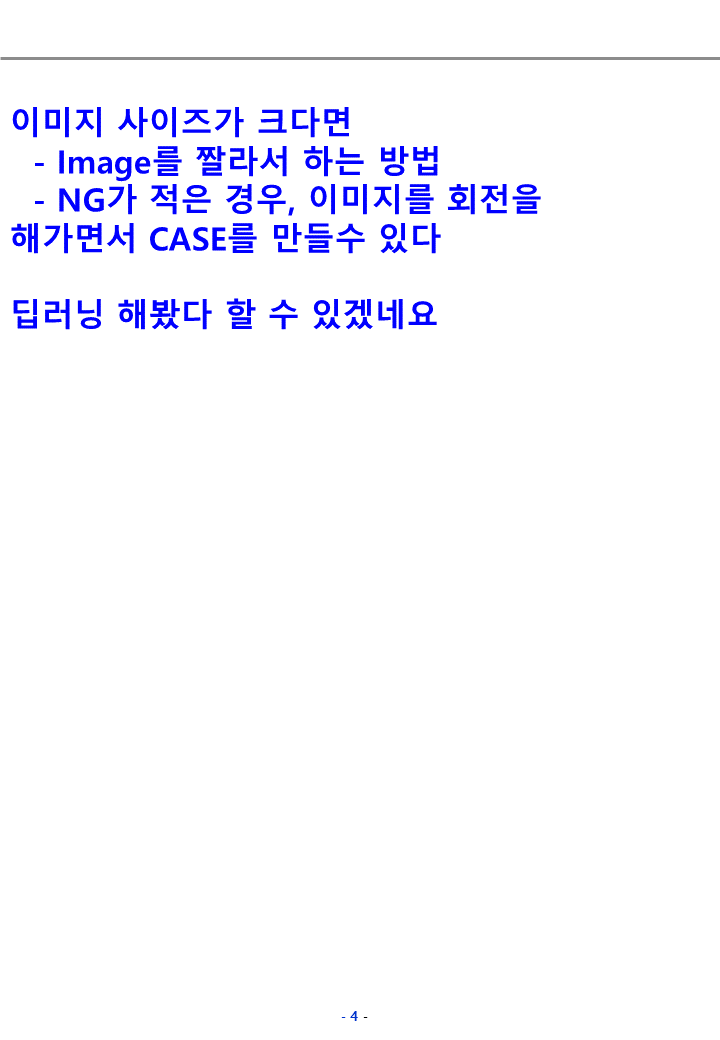 이미지 사이즈가 크다면
- Image를 짤라서 하는 방법
- NG가 적은 경우, 이미지를 회전을
해가면서 CASE를 만들수 있다
딥러닝 해봤다 할 수 있겠네요
- 4 -